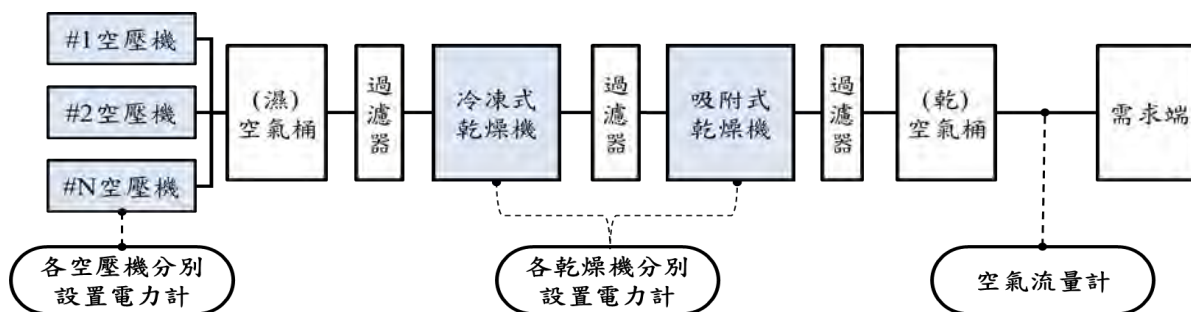 #1空壓機
#2空壓機
#N空壓機
(濕)
空氣桶
過
濾
器
冷凍式
乾燥機
過
濾
器
吸附式
乾燥機
過
濾
器
(乾)
空氣桶
需求端
各空壓機分別
設置電力計
各乾燥機分別
設置電力計
空氣流量計